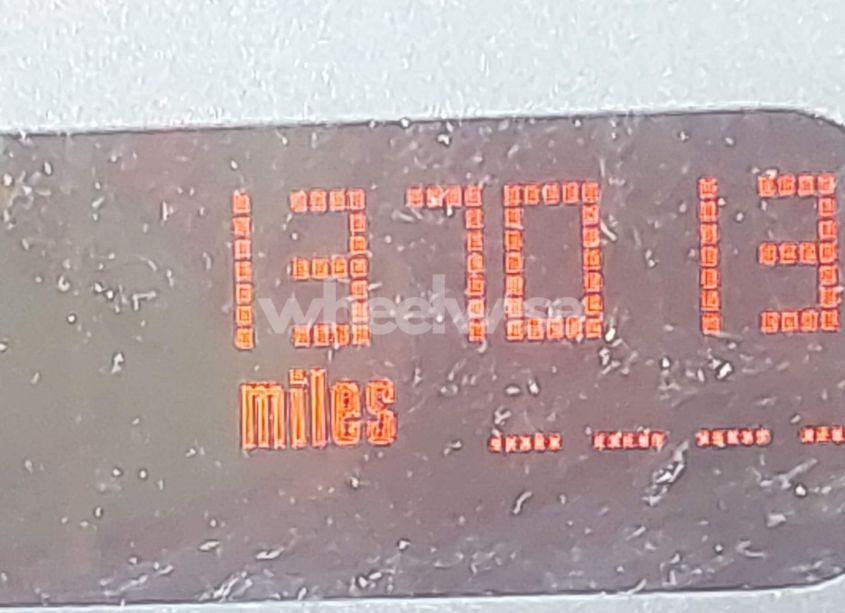 137013
miles
wheelwise
_ _ _ _